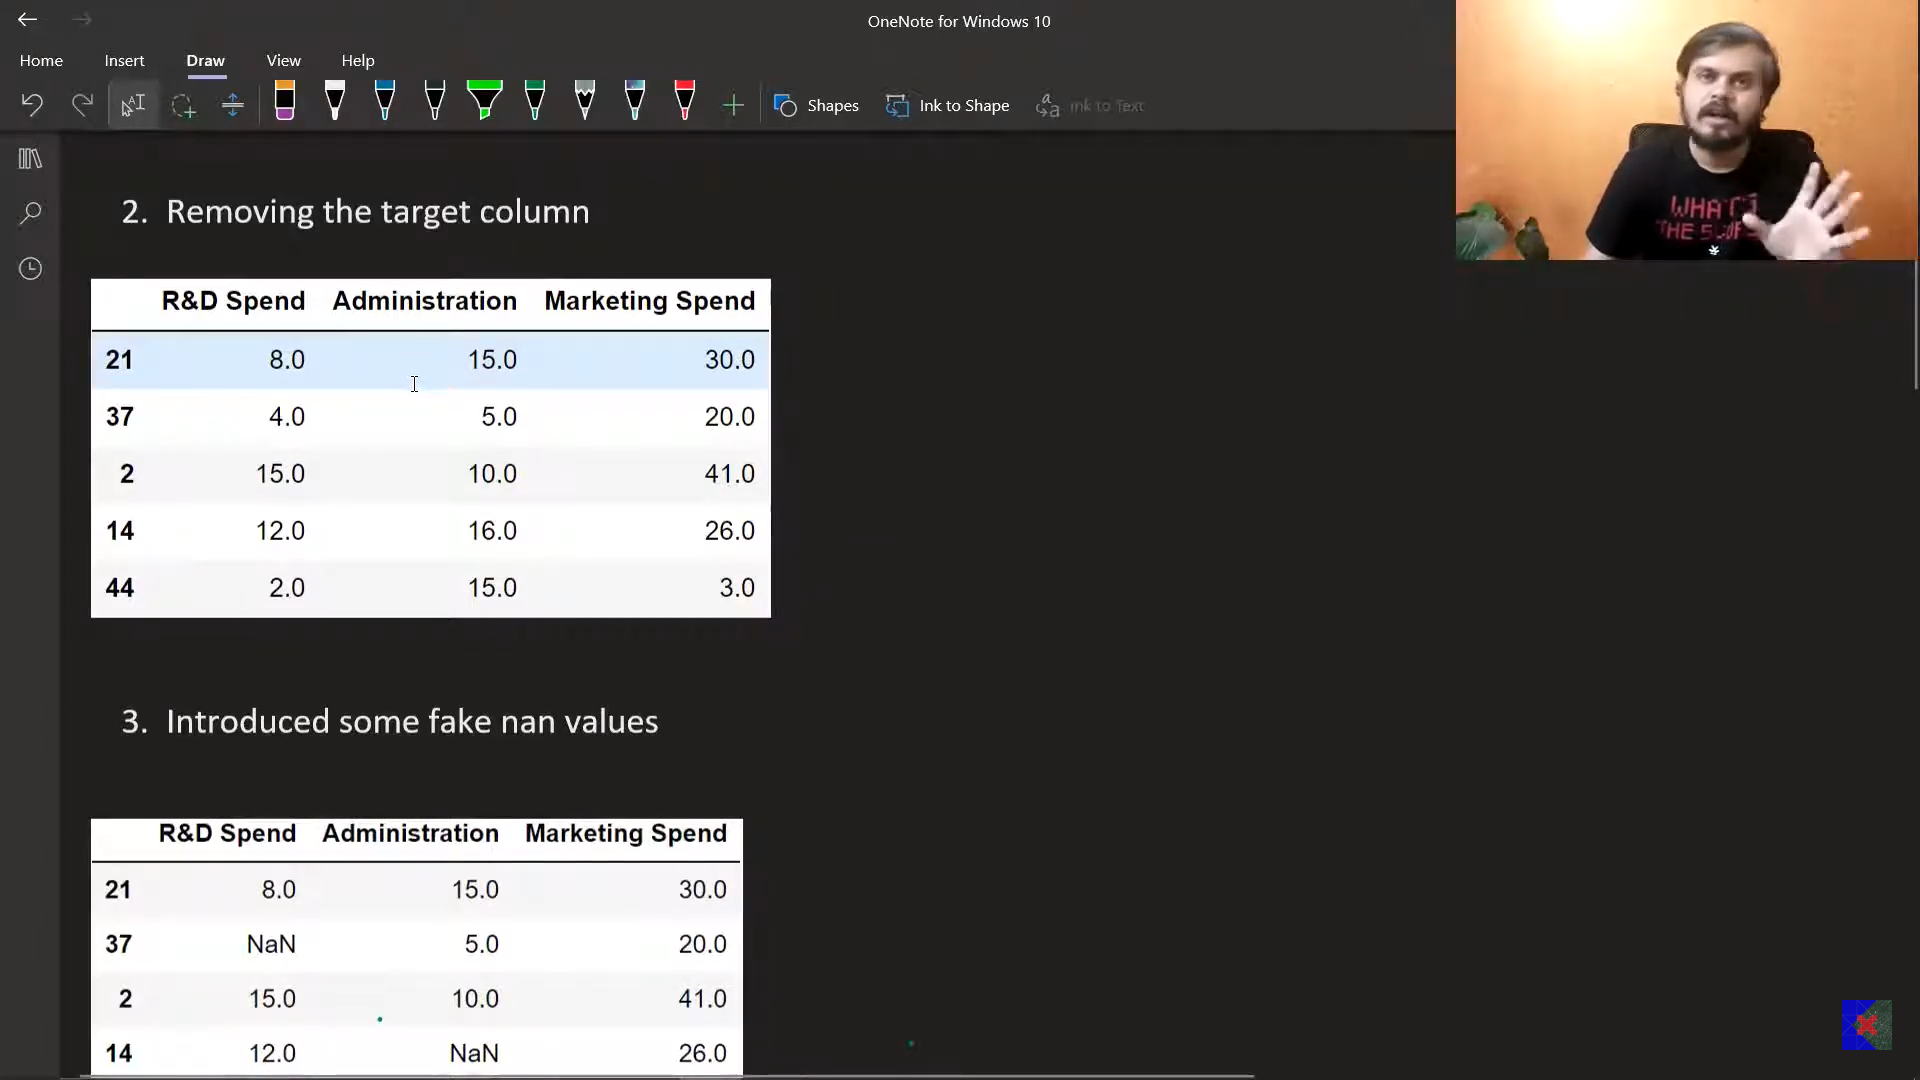 OneNote for Windows 10
Home Insert Draw View Help
Shapes Ink to Shape Ink to Text
2. Removing the target column
R&D Spend Administration Marketing Spend
21 8.0 15.0 30.0
37 4.0 5.0 20.0
2 15.0 10.0 41.0
14 12.0 16.0 26.0
44 2.0 15.0 3.0
3. Introduced some fake nan values
R&D Spend Administration Marketing Spend
21 8.0 15.0 30.0
37 NaN 5.0 20.0
2 15.0 10.0 41.0
14 12.0 NaN 26.0
THE